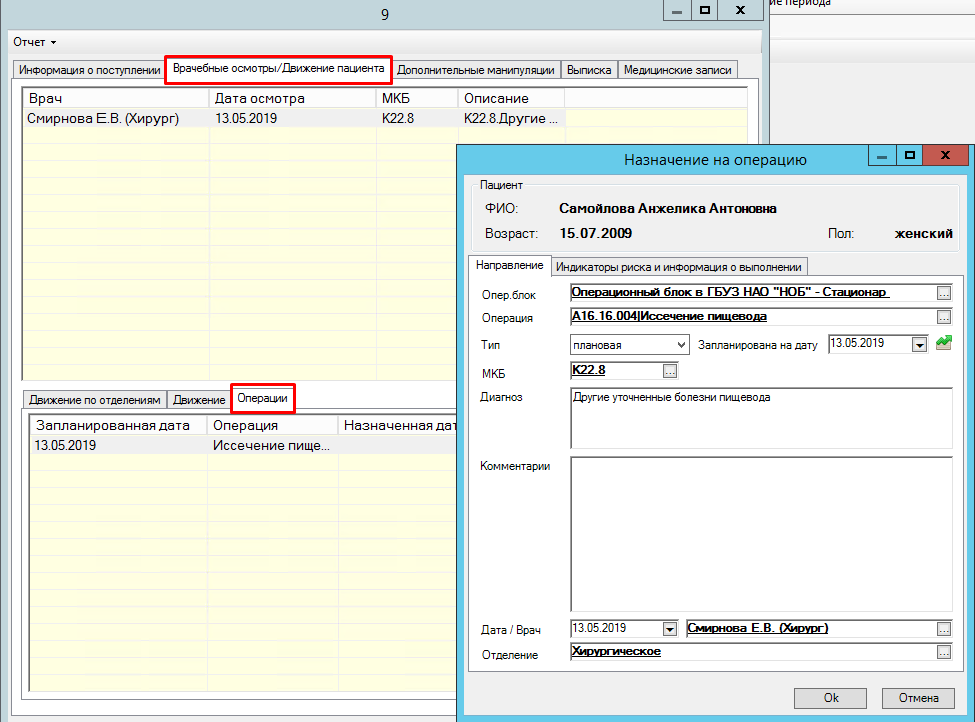 9
ие периода
Отчет
Информация о поступлении Врачебные осмотры/Движение пациента Дополнительные манипуляции Выписка Медицинские записи
Врач Дата осмотра МКБ Описание
Смирнова Е.В. (Хирург) 13.05.2019 K22.8 K22.8.Другие ...
Движение по отделениям Движение Операции
Запланированная дата Операция Назначенная дат
13.05.2019 Иссечение пище...
Назначение на операцию
Пациент
ФИО: Самойлова Анжелика Антоновна
Возраст: 15.07.2009 Пол: женский
Направление Индикаторы риска и информация о выполнении
Опер.блок Операционный блок в ГБУЗ НАО "НОБ" - Стационар
Операция A16.16.004|Иссечение пищевода
Тип плановая Запланирована на дату 13.05.2019
МКБ K22.8
Диагноз Другие уточненные болезни пищевода
Комментарии
Дата / Врач 13.05.2019 Смирнова Е.В. (Хирург)
Отделение Хирургическое
Ok Отмена